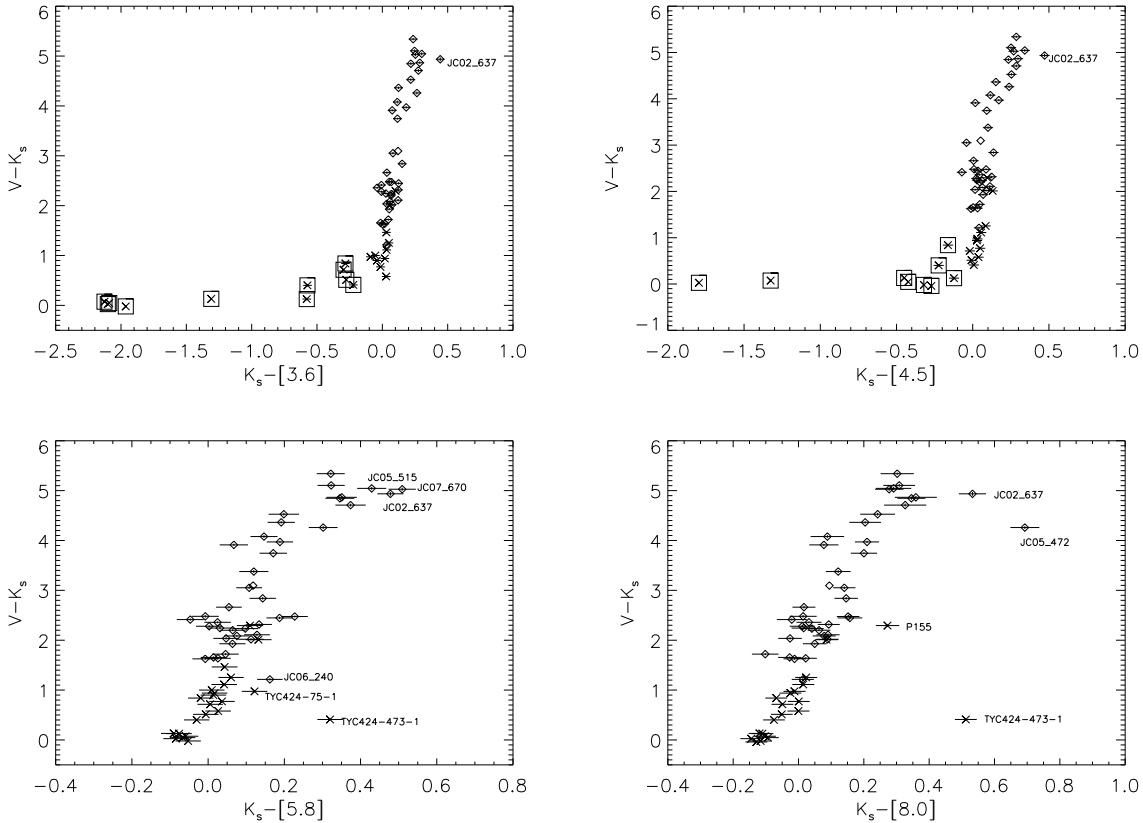 6
5
4
3
2
1
0
V−Kₛ
JC02_637
−2.5 −2.0 −1.5 −1.0 −0.5 0.0 0.5 1.0
Kₛ−[3.6]
6
5
4
3
2
1
0
−1
V−Kₛ
JC02_637
−2.0 −1.5 −1.0 −0.5 0.0 0.5 1.0
Kₛ−[4.5]
6
5
4
3
2
1
0
V−Kₛ
JC05_515
JC07_670
JC02_637
JC06_240
TYC424−75−1
TYC424−473−1
−0.4 −0.2 0.0 0.2 0.4 0.6 0.8
Kₛ−[5.8]
6
5
4
3
2
1
0
V−Kₛ
JC02_637
JC05_472
P155
TYC424−473−1
−0.4 −0.2 0.0 0.2 0.4 0.6 0.8 1.0
Kₛ−[8.0]